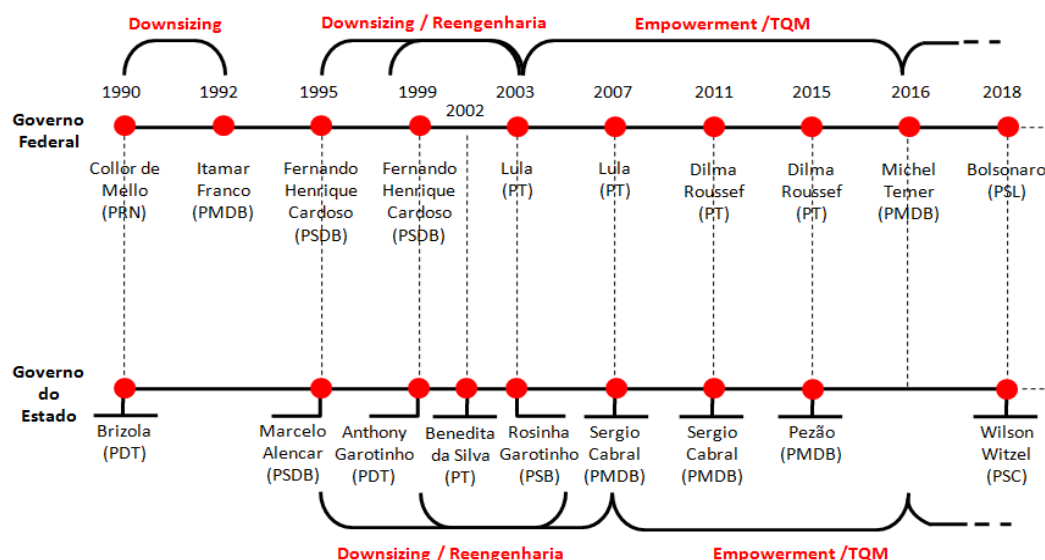 Downsizing
Downsizing / Reengenharia
Empowerment /TQM
1990
1992
1995
1999
2002
2003
2007
2011
2015
2016
2018
Governo
Federal
Collor de
Mello
(PRN)
Itamar
Franco
(PMDB)
Fernando
Henrique
Cardoso
(PSDB)
Fernando
Henrique
Cardoso
(PSDB)
Lula
(PT)
Lula
(PT)
Dilma
Roussef
(PT)
Dilma
Roussef
(PT)
Michel
Temer
(PMDB)
Bolsonaro
(PSL)
Governo
do
Estado
Brizola
(PDT)
Marcelo
Alencar
(PSDB)
Anthony
Garotinho
(PDT)
Benedita
da Silva
(PT)
Rosinha
Garotinho
(PSB)
Sergio
Cabral
(PMDB)
Sergio
Cabral
(PMDB)
Pezão
(PMDB)
Wilson
Witzel
(PSC)
Downsizing / Reengenharia
Empowerment /TQM